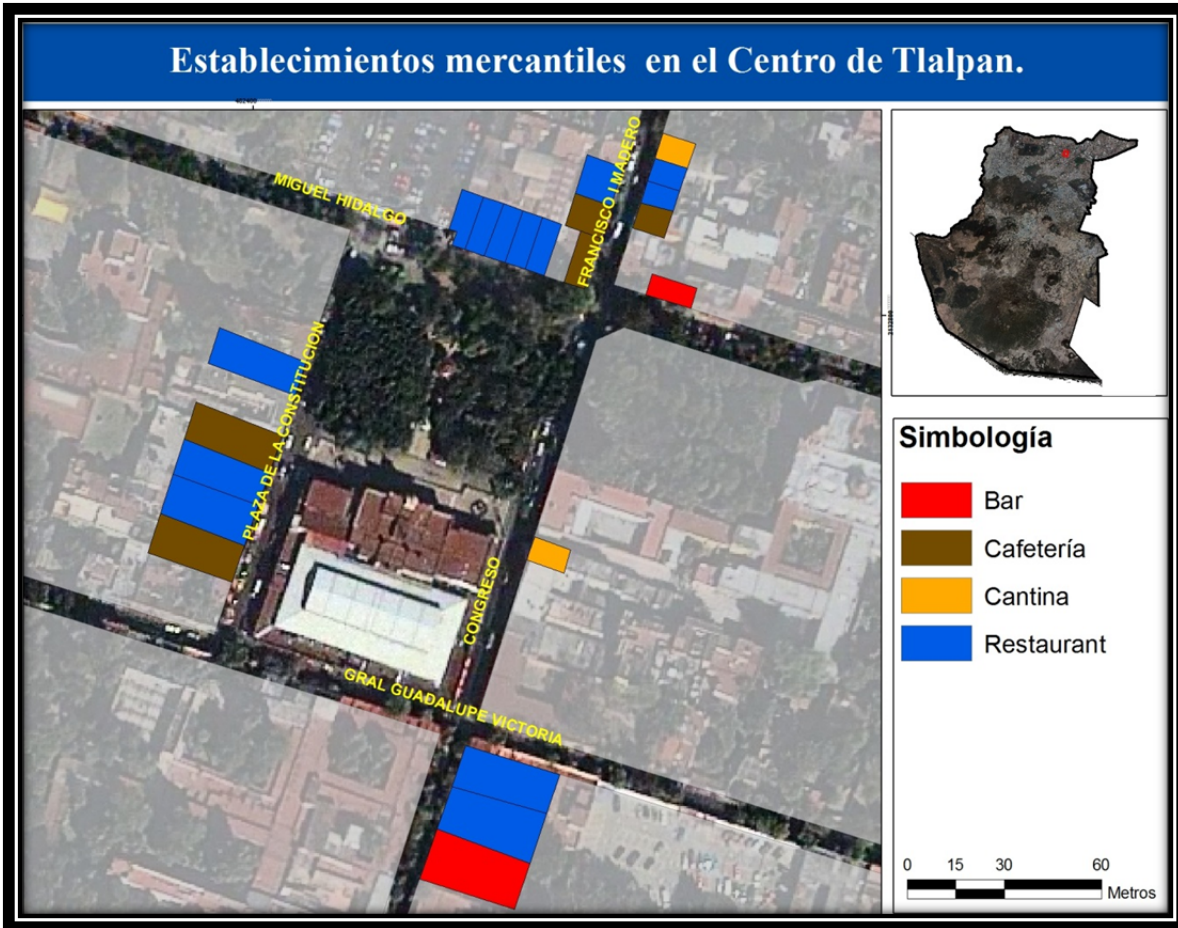 Establecimientos mercantiles en el Centro de Tlalpan.
MIGUEL HIDALGO
FRANCISCO I MADERO
PLAZA DE LA CONSTITUCION
CONGRESO
GRAL GUADALUPE VICTORIA
Simbología
Bar
Cafetería
Cantina
Restaurant
0 15 30 60
Metros